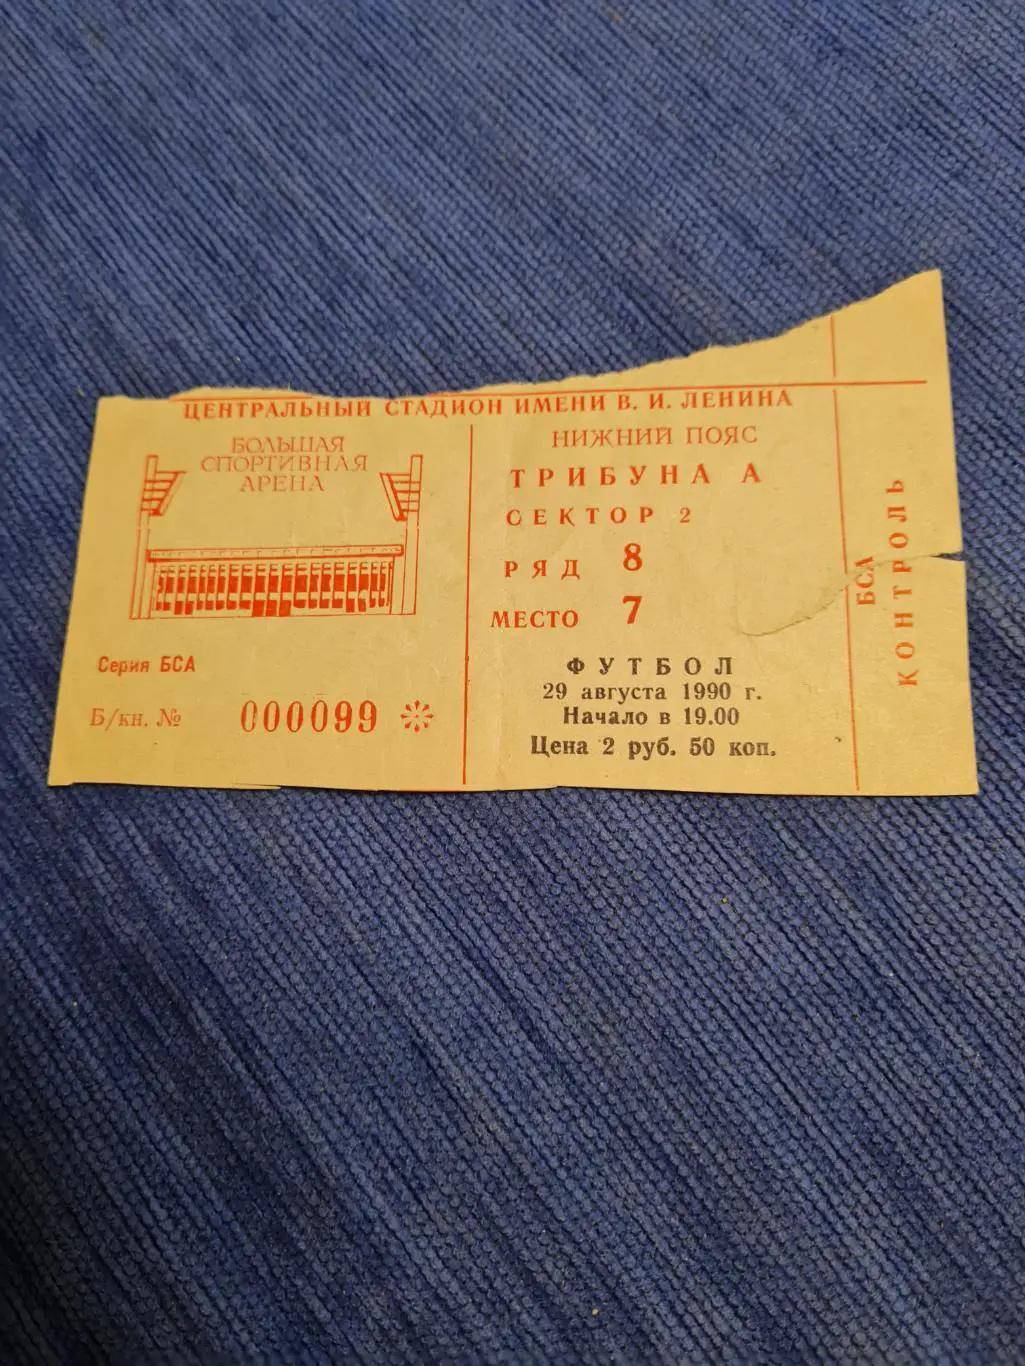 ЦЕНТРАЛЬНЫЙ СТАДИОН ИМЕНИ В. И. ЛЕНИНА
БОЛЬШАЯ
СПОРТИВНАЯ
АРЕНА
Серия БСА
Б/кн. № 000099
НИЖНИЙ ПОЯС
ТРИБУНА А
СЕКТОР 2
РЯД 8
МЕСТО 7
ФУТБОЛ
29 августа 1990 г.
Начало в 19.00
Цена 2 руб. 50 коп.
БСА
КОНТРОЛЬ